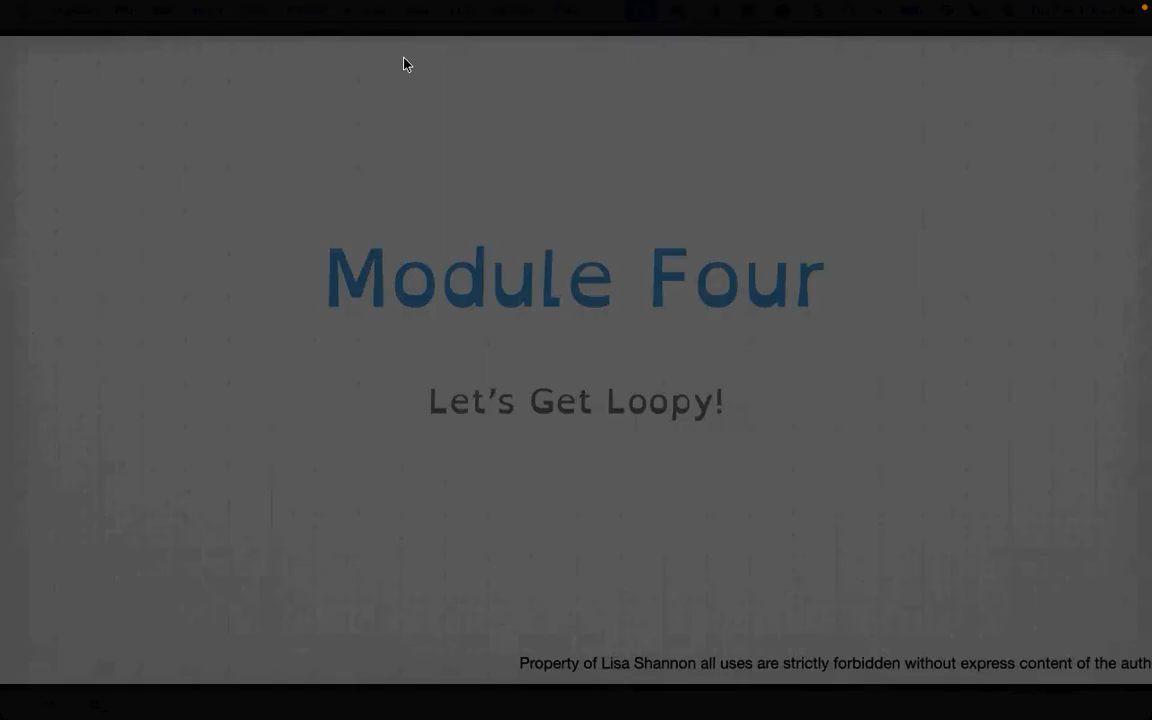 Module Four
Let's Get Loopy!
Property of Lisa Shannon all uses are strictly forbidden without express content of the auth